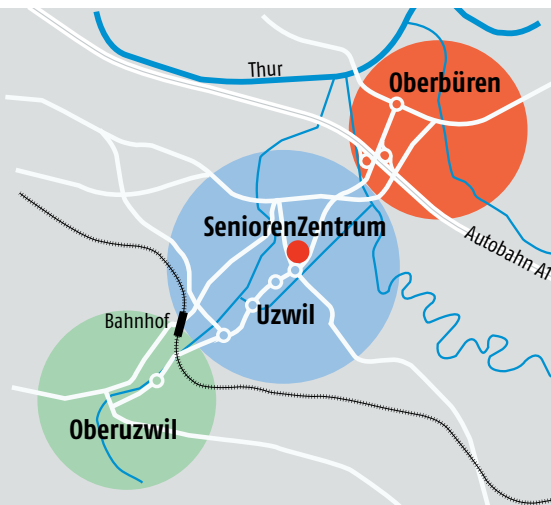 Thur
Oberbüren
SeniorenZentrum
Autobahn A1
Uzwil
Bahnhof
Oberuzwil